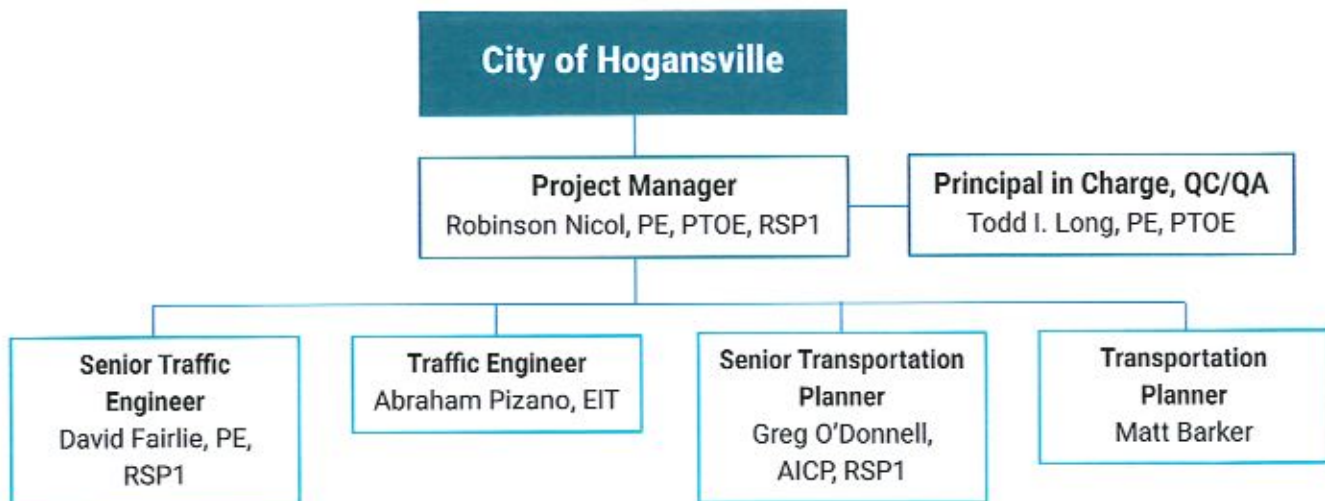 City of Hogansville
Project Manager
Robinson Nicol, PE, PTOE, RSP1
Principal in Charge, QC/QA
Todd I. Long, PE, PTOE
Senior Traffic
Engineer
David Fairlie, PE,
RSP1
Traffic Engineer
Abraham Pizano, EIT
Senior Transportation
Planner
Greg O'Donnell,
AICP, RSP1
Transportation
Planner
Matt Barker